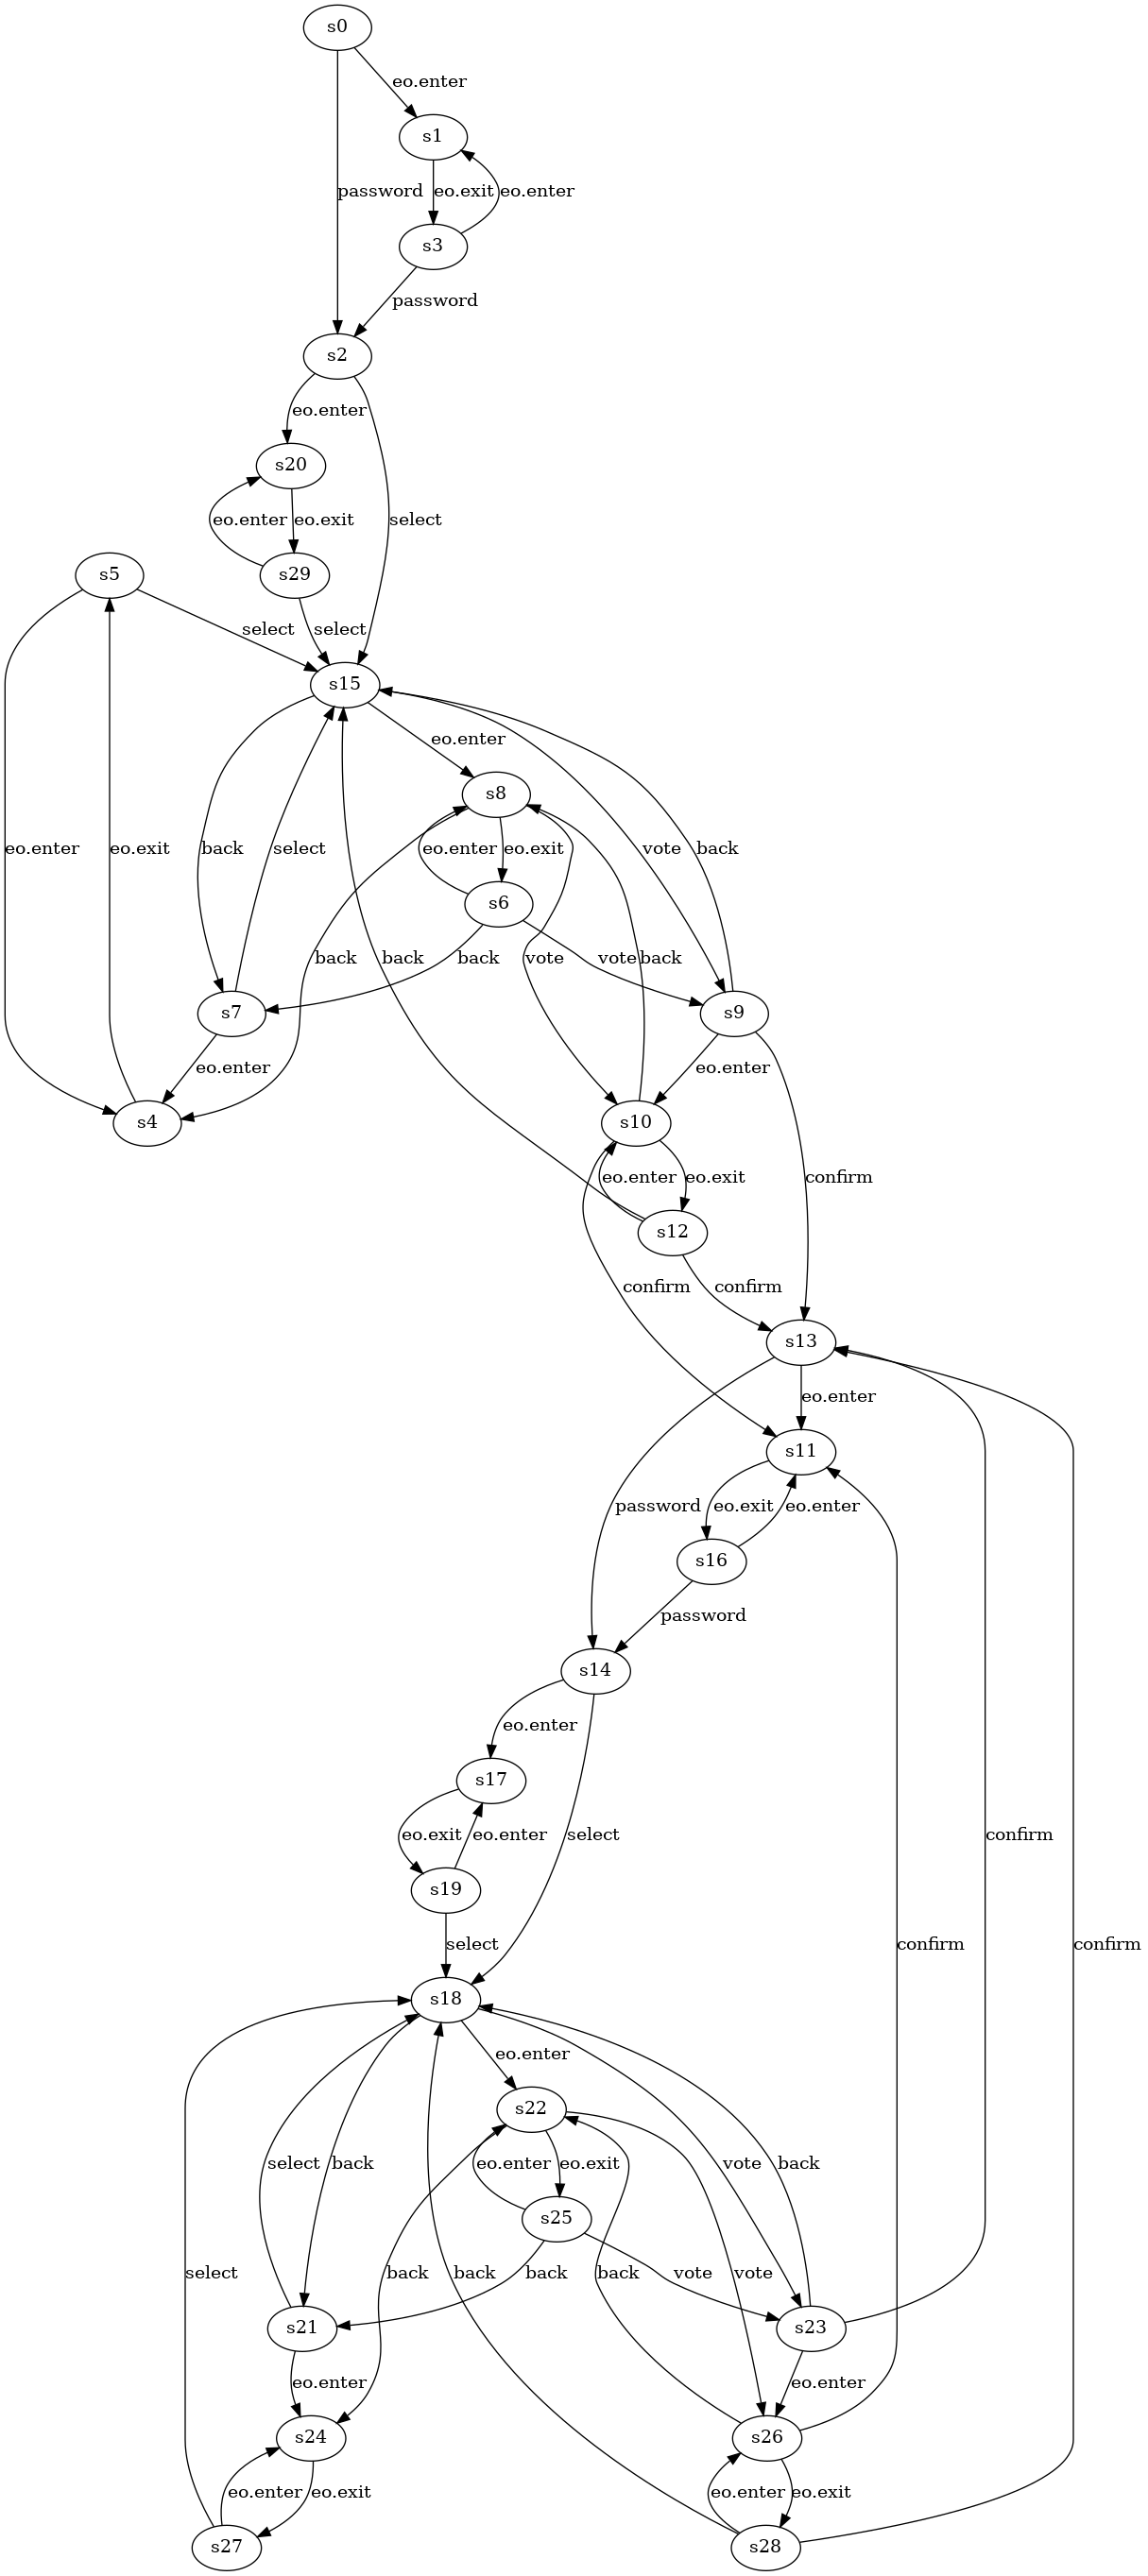 s0
eo.enter
s1
password eo.exit eo.enter
s3
password
s2
eo.enter
s20
eo.enter eo.exit select
s5 s29
select select
s15
eo.enter
s8
eo.enter eo.exit back select eo.enter eo.exit vote back
s6
back back back vote vote back
s7 s9
eo.enter eo.enter
s4 s10
eo.enter eo.exit confirm
s12
confirm confirm
s13
eo.enter
s11
password eo.exit eo.enter
s16
password
s14
eo.enter
s17
eo.exit eo.enter select confirm
s19
select confirm confirm
s18
eo.enter
s22
select back eo.enter eo.exit vote back
s25
select back back back back vote vote
s21 s23
eo.enter eo.enter
s24 s26
eo.enter eo.exit eo.enter eo.exit
s27 s28